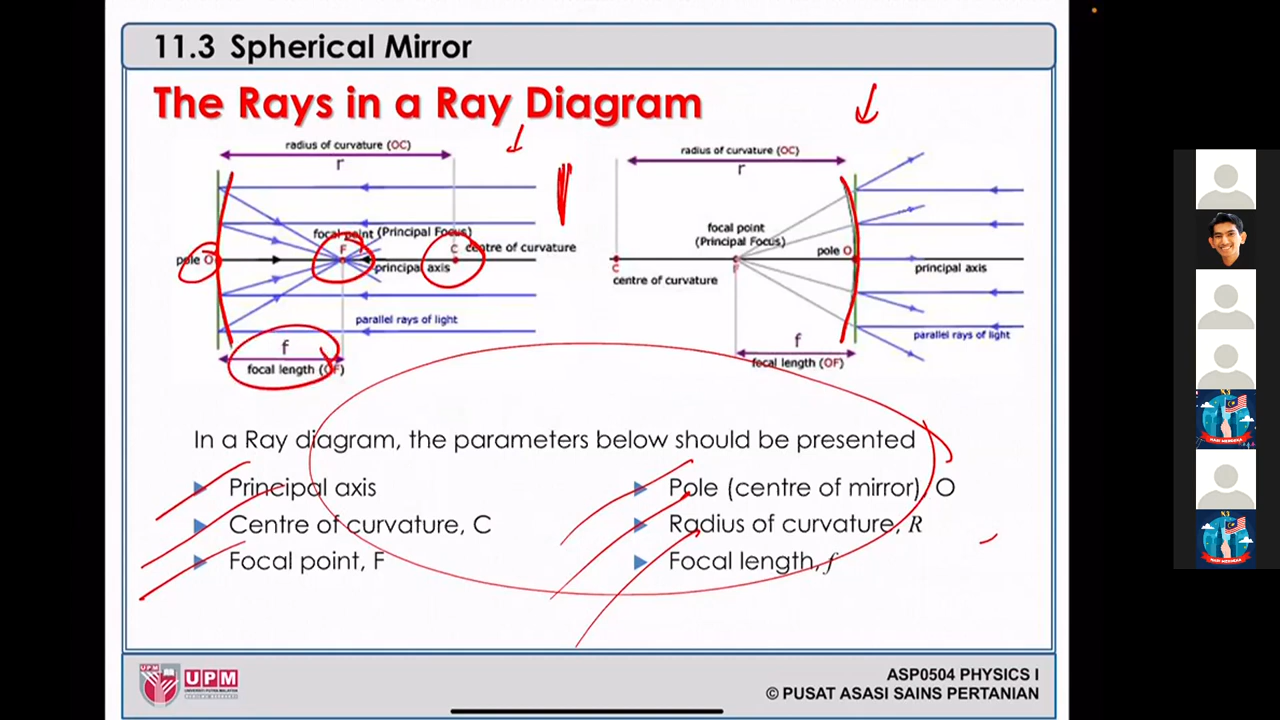 11.3 Spherical Mirror
The Rays in a Ray Diagram
radius of curvature (OC)
r
focal point (Principal Focus)
F
C centre of curvature
pole O
principal axis
parallel rays of light
f
focal length (OF)
radius of curvature (OC)
r
focal point
(Principal Focus)
pole O
C
F
principal axis
centre of curvature
parallel rays of light
f
focal length (OF)
In a Ray diagram, the parameters below should be presented
Principal axis
Centre of curvature, C
Focal point, F
Pole (centre of mirror), O
Radius of curvature, R
Focal length, f
UPM
UPM
ASP0504 PHYSICS I
© PUSAT ASASI SAINS PERTANIAN